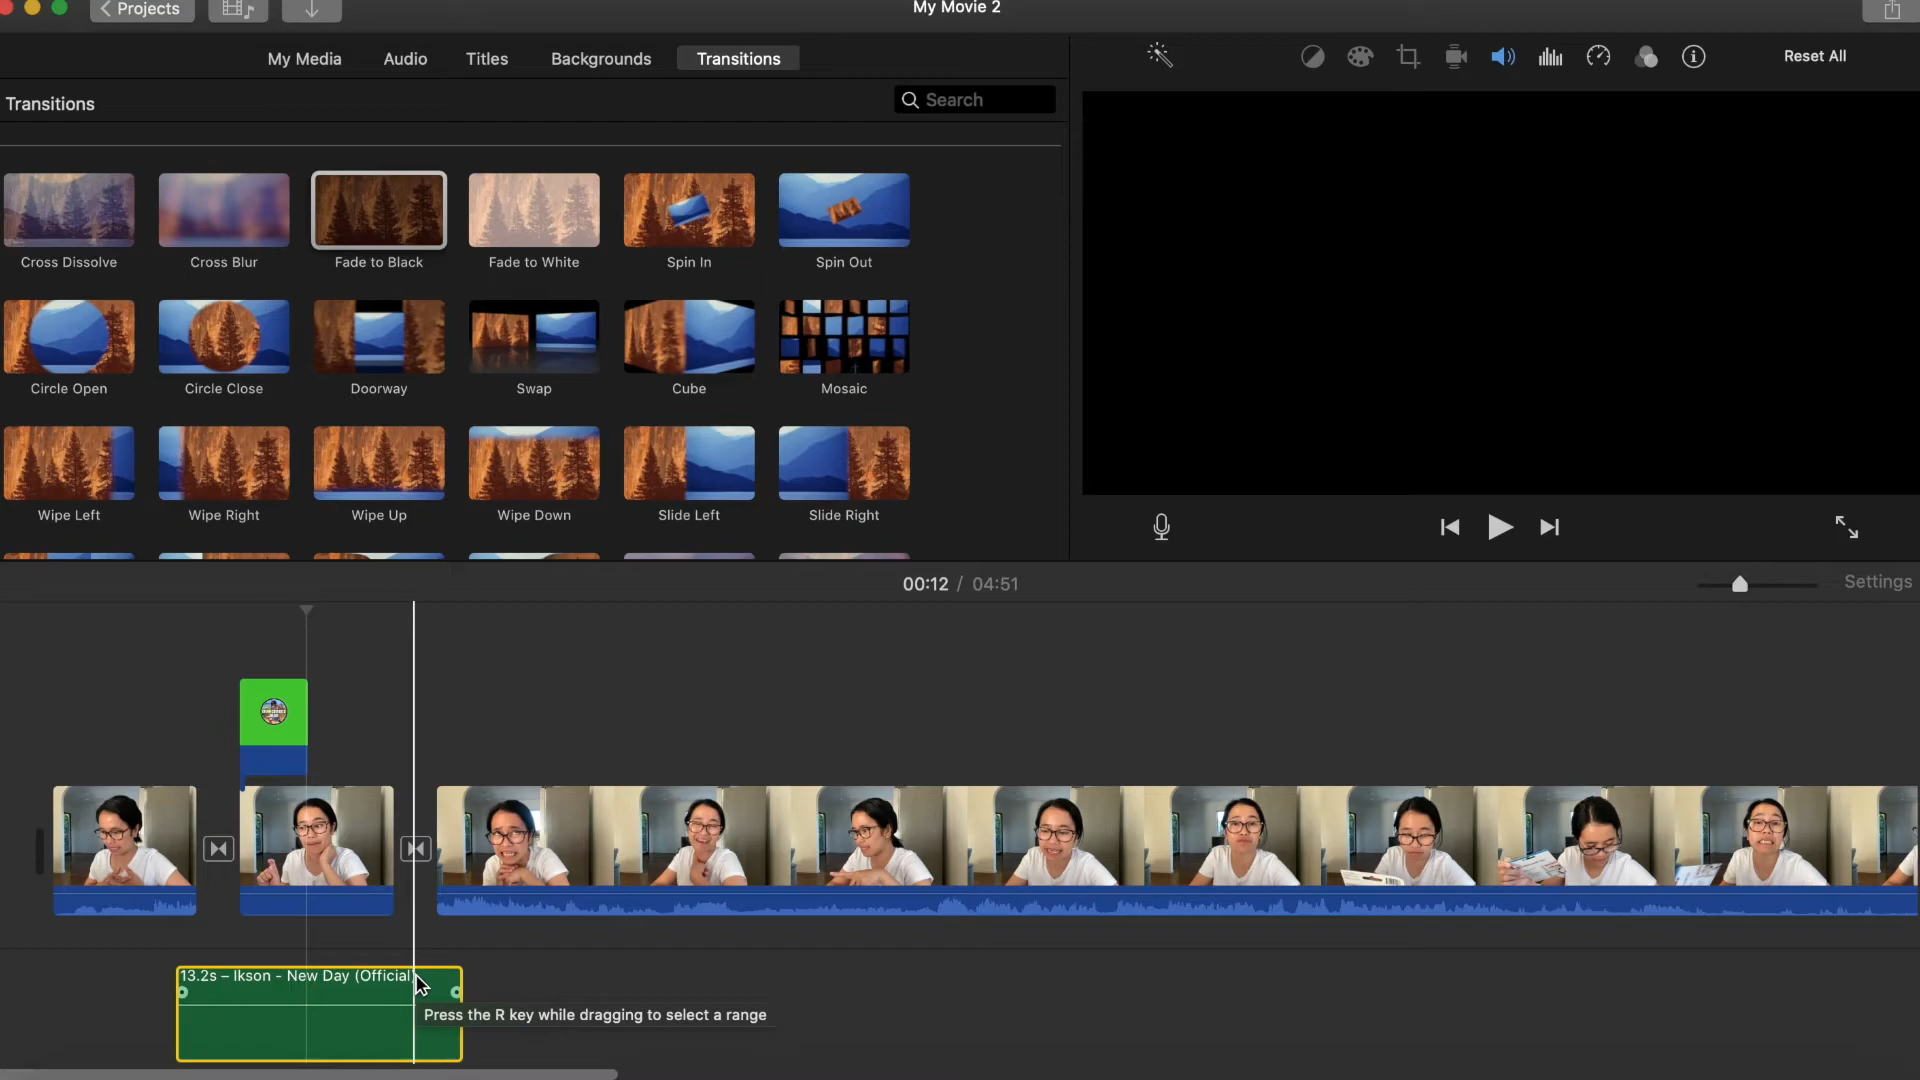 Projects
My Movie 2
My Media
Audio
Titles
Backgrounds
Transitions
Reset All
Transitions
Search
Cross Dissolve
Cross Blur
Fade to Black
Fade to White
Spin In
Spin Out
Circle Open
Circle Close
Doorway
Swap
Cube
Mosaic
Wipe Left
Wipe Right
Wipe Up
Wipe Down
Slide Left
Slide Right
00:12 / 04:51
Settings
13.2s – Ikson - New Day (Official)
Press the R key while dragging to select a range